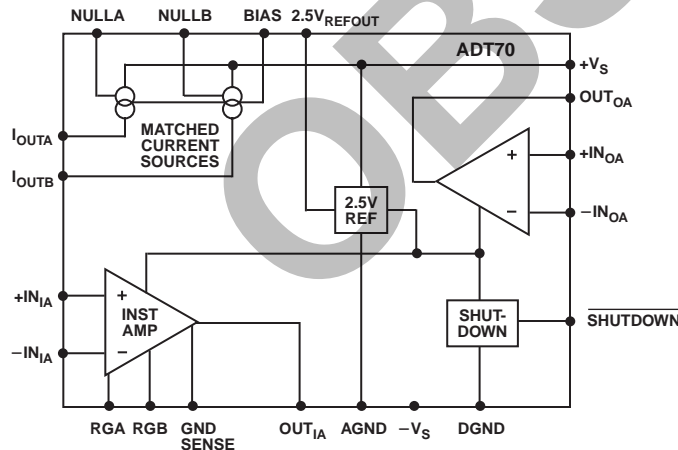 NULLA NULLB BIAS 2.5VREFOUT
ADT70
+VS
OUTOA
IOUTA
MATCHED
CURRENT
SOURCES
+
+INOA
IOUTB
2.5V
REF
−
−INOA
+INIA
+
INST
AMP
SHUT-
DOWN
SHUTDOWN
−INIA
−
RGA RGB GND
SENSE
OUTIA AGND −VS DGND
OBS